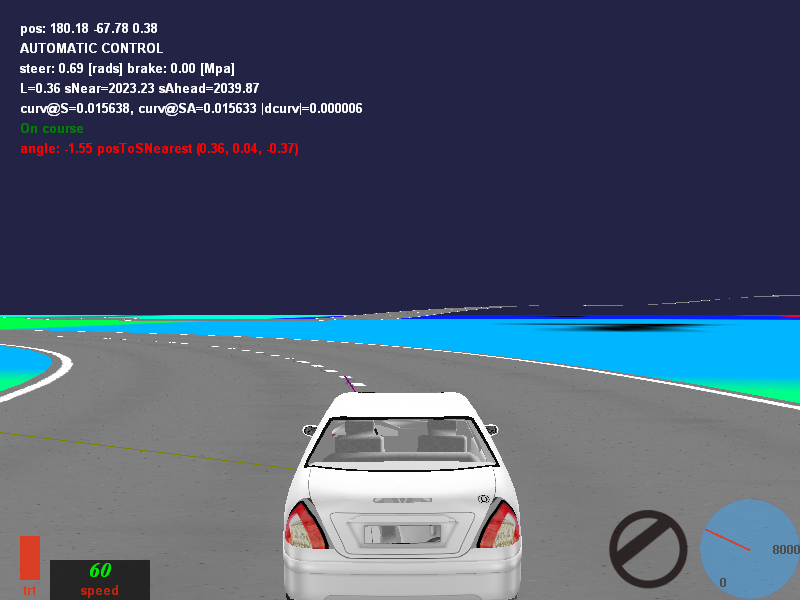 pos: 180.18 -67.78 0.38
AUTOMATIC CONTROL
steer: 0.69 [rads] brake: 0.00 [Mpa]
L=0.36 sNear=2023.23 sAhead=2039.87
curv@S=0.015638, curv@SA=0.015633 |dcurv|=0.000006
On course
angle: -1.55 posToSNearest (0.36, 0.04, -0.37)
8000
60
0
trt
speed